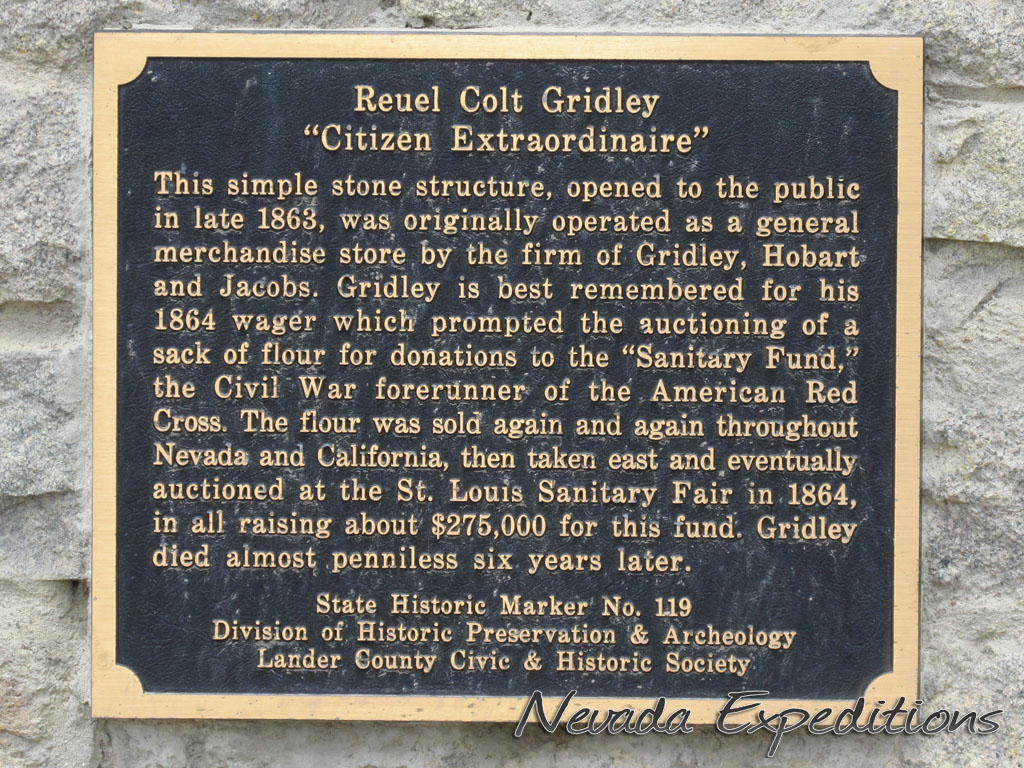 Reuel Colt Gridley
“Citizen Extraordinaire”
This simple stone structure, opened to the public
in late 1863, was originally operated as a general
merchandise store by the firm of Gridley, Hobart
and Jacobs. Gridley is best remembered for his
1864 wager which prompted the auctioning of a
sack of flour for donations to the “Sanitary Fund,”
the Civil War forerunner of the American Red
Cross. The flour was sold again and again throughout
Nevada and California, then taken east and eventually
auctioned at the St. Louis Sanitary Fair in 1864,
in all raising about $275,000 for this fund. Gridley
died almost penniless six years later.
State Historic Marker No. 119
Division of Historic Preservation & Archeology
Lander County Civic & Historic Society
Nevada Expeditions